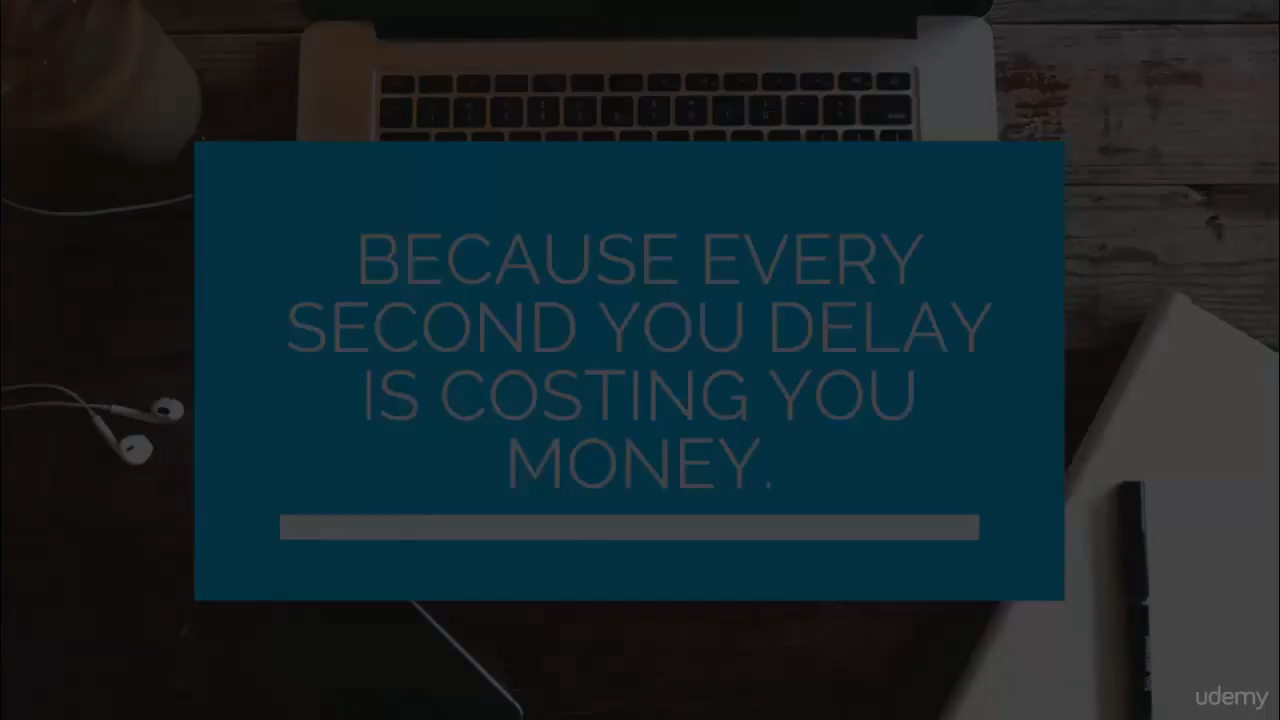 BECAUSE EVERY
SECOND YOU DELAY
IS COSTING YOU
MONEY.
udemy